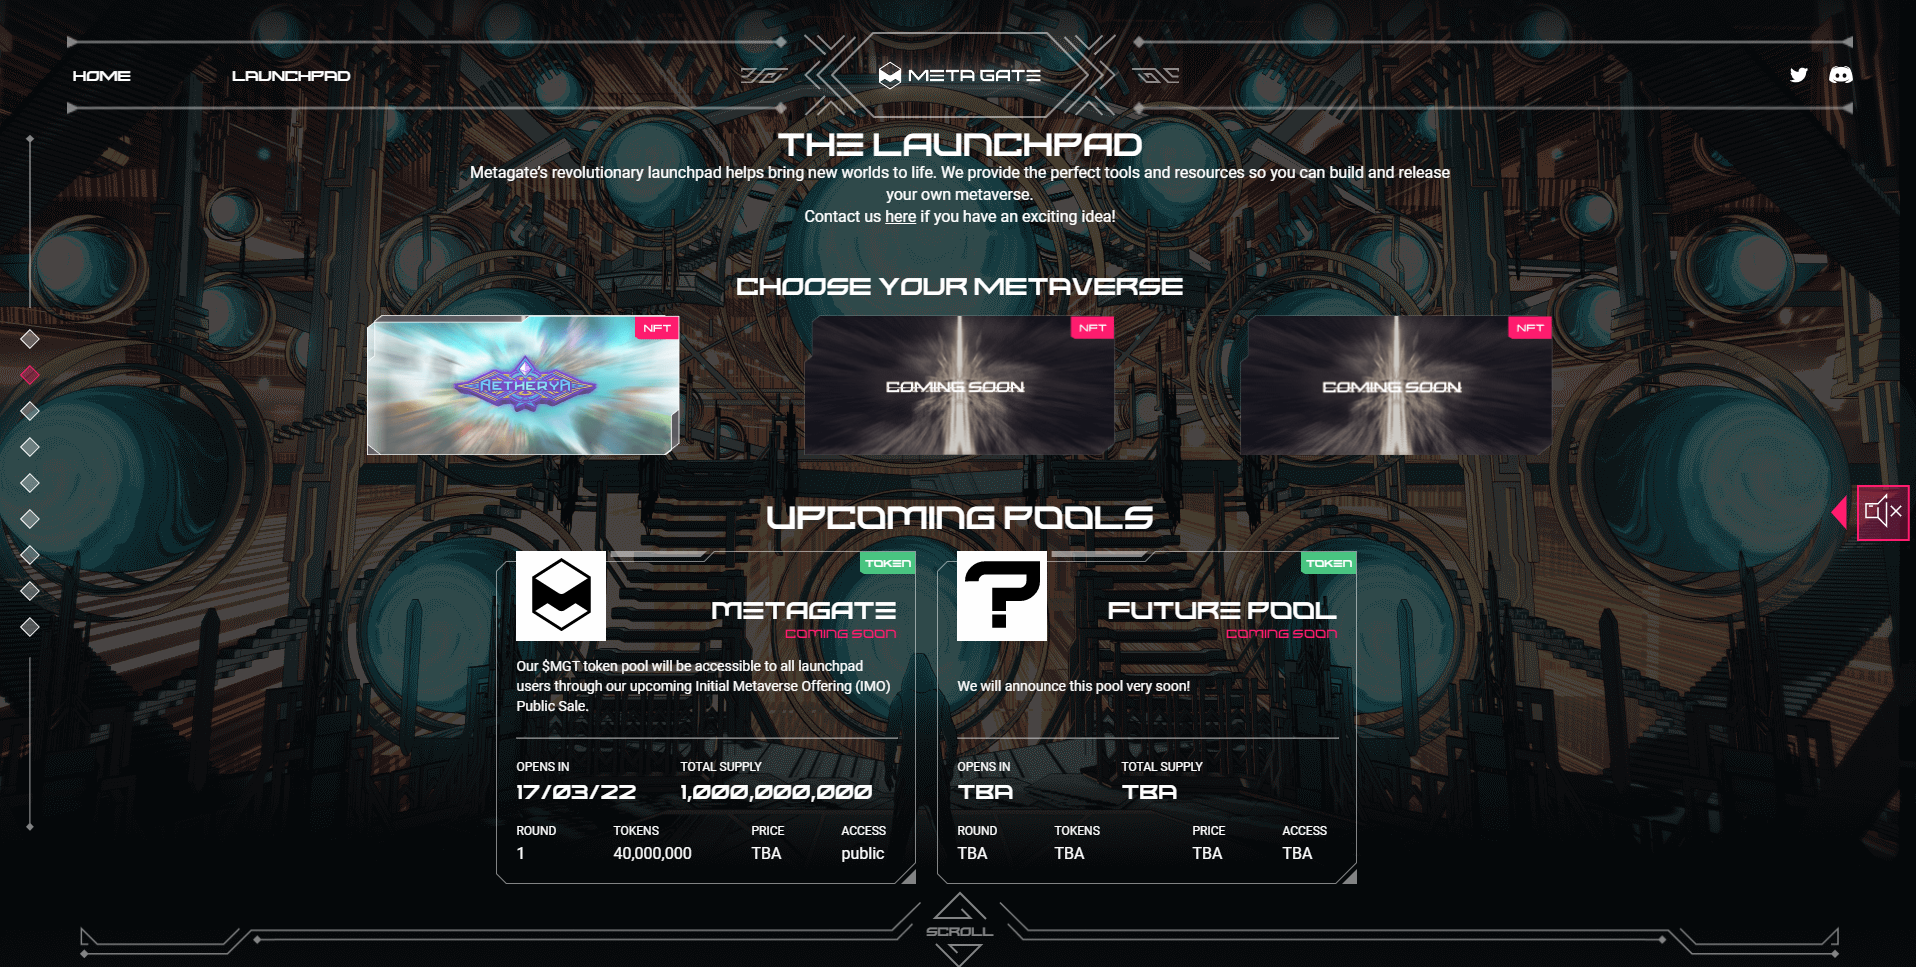 HOME
LAUNCHPAD
META GATE
THE LAUNCHPAD
Metagate's revolutionary launchpad helps bring new worlds to life. We provide the perfect tools and resources so you can build and release
your own metaverse.
Contact us here if you have an exciting idea!
CHOOSE YOUR METAVERSE
NFT
AETHERYA
NFT
COMING SOON
NFT
COMING SOON
UPCOMING POOLS
TOKEN
METAGATE
COMING SOON
Our $MGT token pool will be accessible to all launchpad
users through our upcoming Initial Metaverse Offering (IMO)
Public Sale.
OPENS IN
TOTAL SUPPLY
17/03/22
1,000,000,000
ROUND
TOKENS
PRICE
ACCESS
1
40,000,000
TBA
public
TOKEN
FUTURE POOL
COMING SOON
We will announce this pool very soon!
OPENS IN
TOTAL SUPPLY
TBA
TBA
ROUND
TOKENS
PRICE
ACCESS
TBA
TBA
TBA
TBA
SCROLL